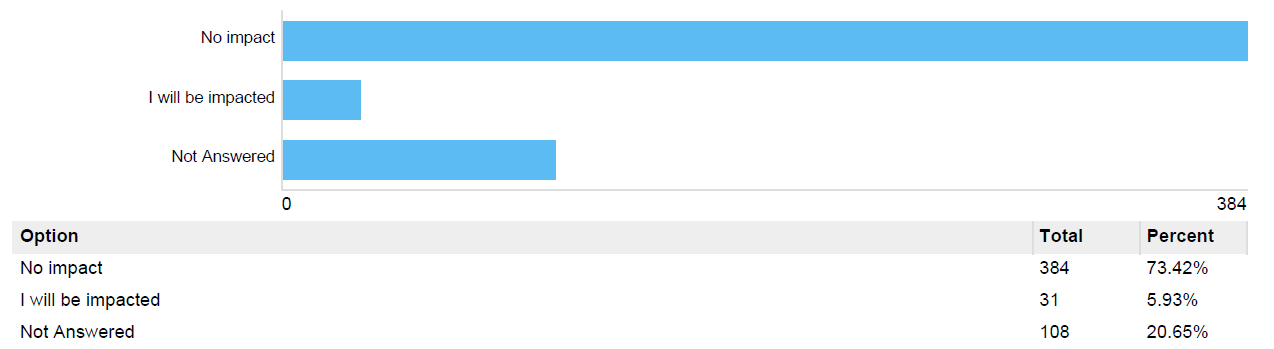 No impact
I will be impacted
Not Answered
0 384
Option Total Percent
No impact 384 73.42%
I will be impacted 31 5.93%
Not Answered 108 20.65%